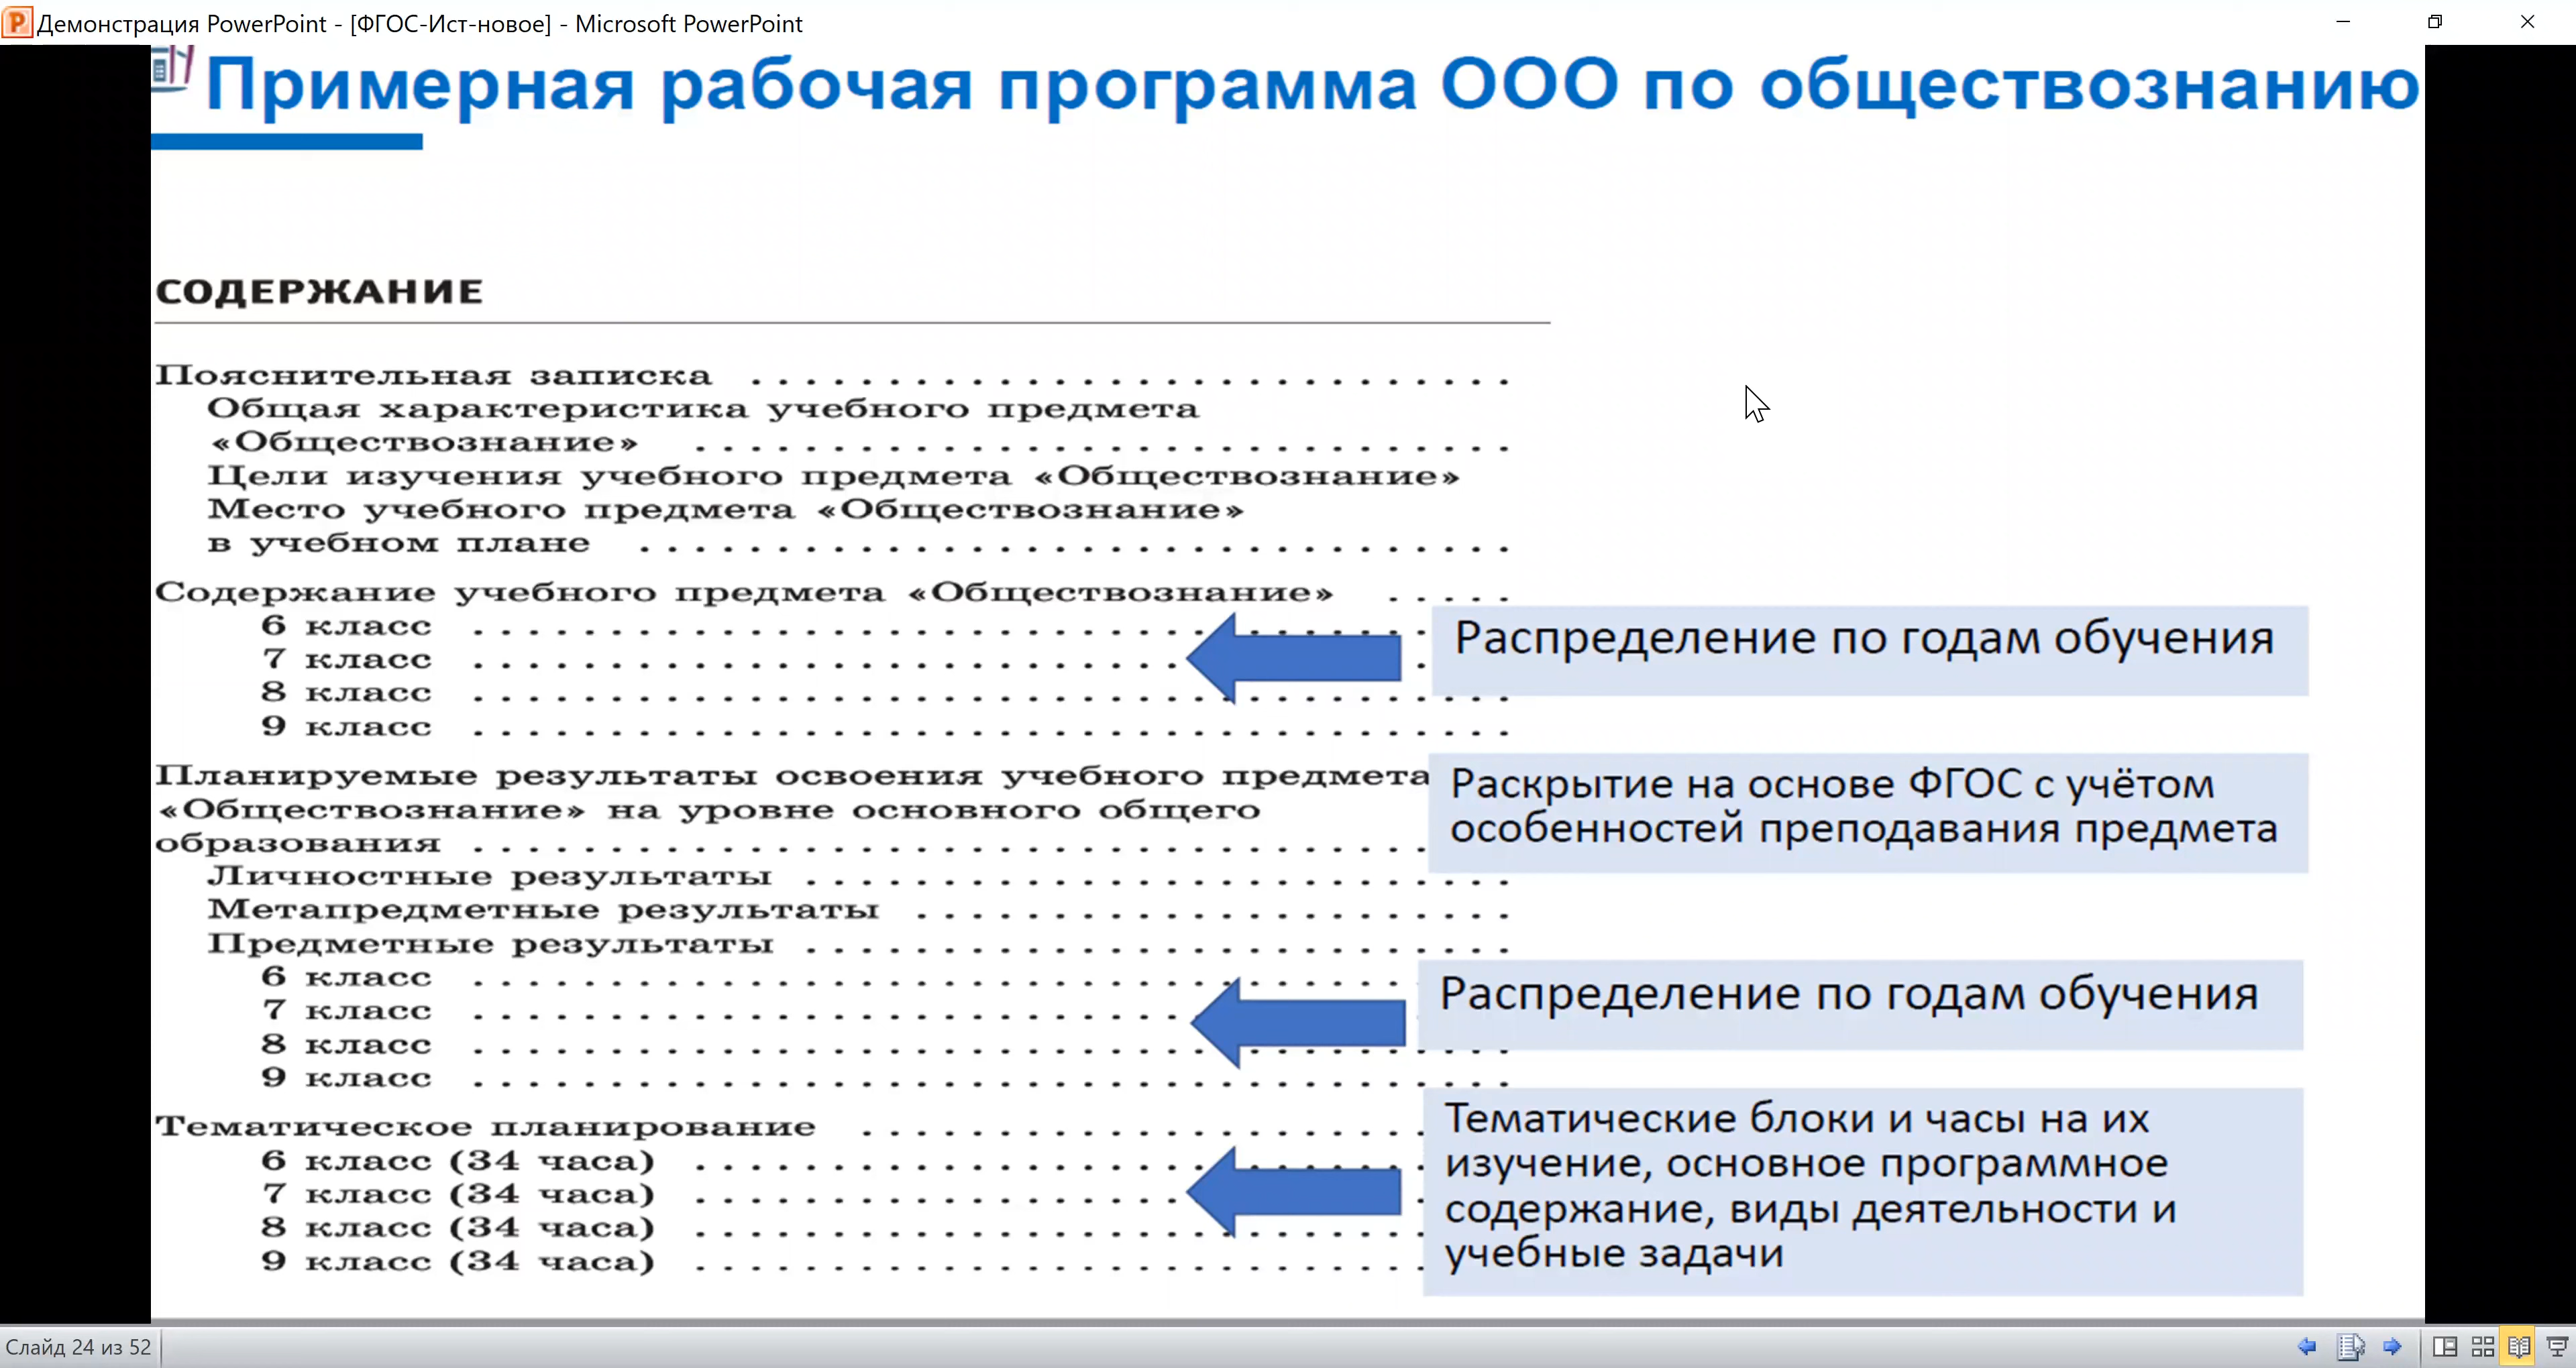 Демонстрация PowerPoint - [ФГОС-Ист-новое] - Microsoft PowerPoint
Примерная рабочая программа ООО по обществознанию
СОДЕРЖАНИЕ
Пояснительная записка . . . . . . . . . . . . . . . . . . . . . . . . . . . .
Общая характеристика учебного предмета
«Обществознание» . . . . . . . . . . . . . . . . . . . . . . . . . . . . . .
Цели изучения учебного предмета «Обществознание»
Место учебного предмета «Обществознание»
в учебном плане . . . . . . . . . . . . . . . . . . . . . . . . . . . . . . . .
Содержание учебного предмета «Обществознание» . . . . .
6 класс . . . . . . . . . . . . . . . . . . . . . . . . . . . . . . . . . . .
7 класс . . . . . . . . . . . . . . . . . . . . . . . . . . . . . . . . . . .
8 класс . . . . . . . . . . . . . . . . . . . . . . . . . . . . . . . . . . . . . .
9 класс . . . . . . . . . . . . . . . . . . . . . . . . . . . . . . . . . . . . . .
Распределение по годам обучения
Планируемые результаты освоения учебного предмета
«Обществознание» на уровне основного общего
образования . . . . . . . . . . . . . . . . . . . . . . . . . . . . . . . . . . .
Раскрытие на основе ФГОС с учётом
особенностей преподавания предмета
Личностные результаты . . . . . . . . . . . . . . . . . . . . . . . . . .
Метапредметные результаты . . . . . . . . . . . . . . . . . . . . . .
Предметные результаты . . . . . . . . . . . . . . . . . . . . . . . . . .
6 класс . . . . . . . . . . . . . . . . . . . . . . . . . . . . . . . . . . .
7 класс . . . . . . . . . . . . . . . . . . . . . . . . . . . . . . . . . . .
8 класс . . . . . . . . . . . . . . . . . . . . . . . . . . . . . . . . . . . . . .
9 класс . . . . . . . . . . . . . . . . . . . . . . . . . . . . . . . . . . . . . .
Распределение по годам обучения
Тематическое планирование . . . . . . . . . . . . . . . . . . . . .
6 класс (34 часа) . . . . . . . . . . . . . . . . . . . . . . . . . . .
7 класс (34 часа) . . . . . . . . . . . . . . . . . . . . . . . . . . .
8 класс (34 часа) . . . . . . . . . . . . . . . . . . . . . . . . . . .
9 класс (34 часа) . . . . . . . . . . . . . . . . . . . . . . . . . . .
Тематические блоки и часы на их
изучение, основное программное
содержание, виды деятельности и
учебные задачи
Слайд 24 из 52